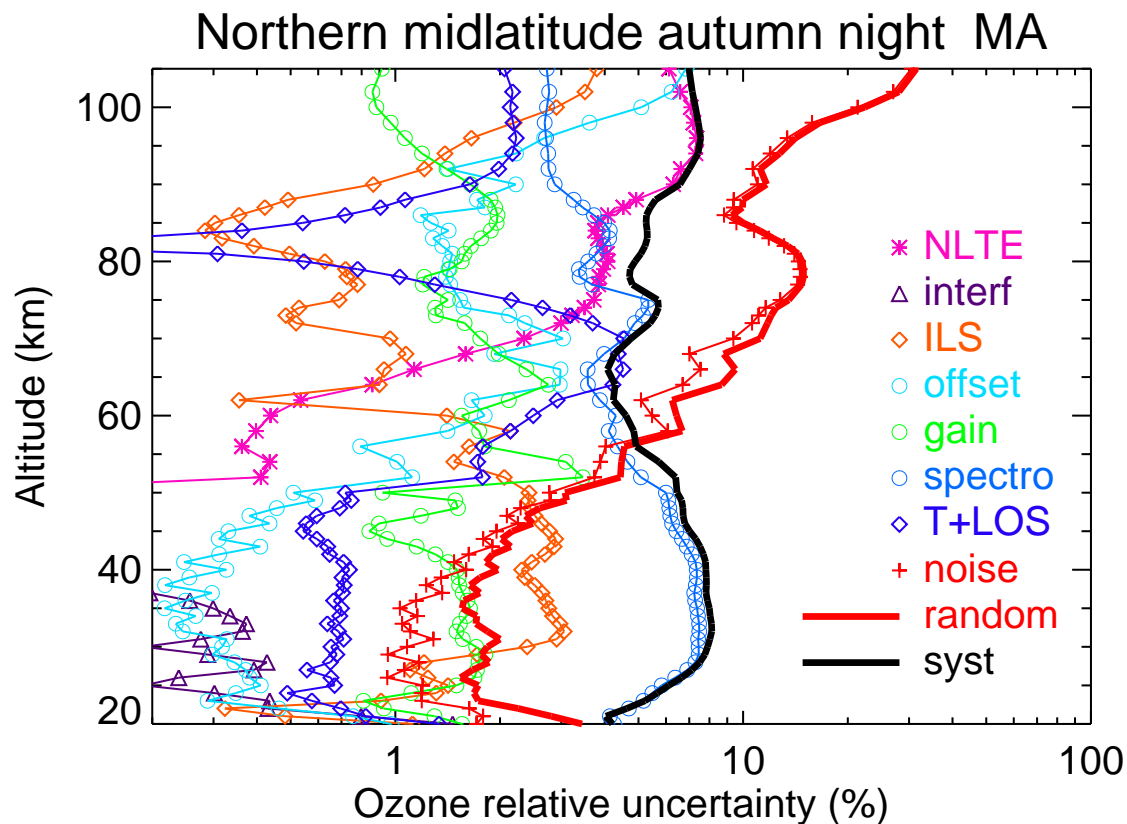 Northern midlatitude autumn night MA
Altitude (km)
100
80
60
40
20
NLTE
interf
ILS
offset
gain
spectro
T+LOS
noise
random
syst
1
10
100
Ozone relative uncertainty (%)